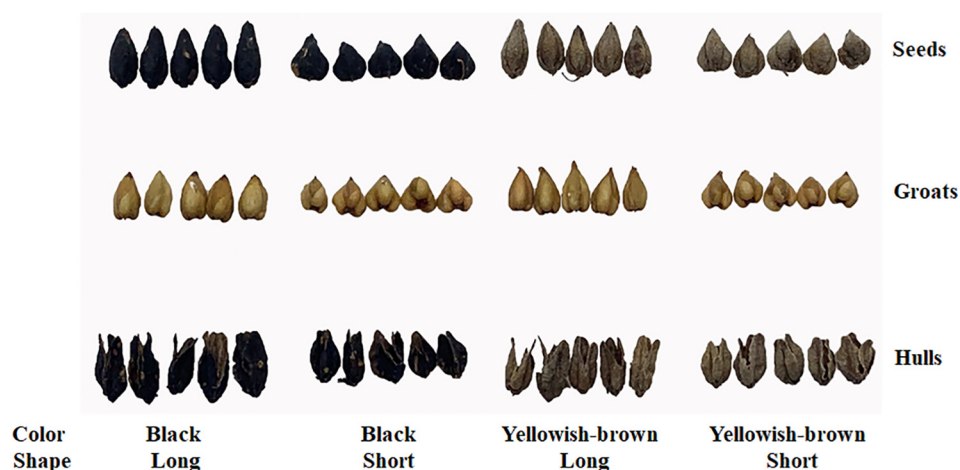 Seeds
Groats
Hulls
Color Black Black Yellowish-brown Yellowish-brown
Shape Long Short Long Short